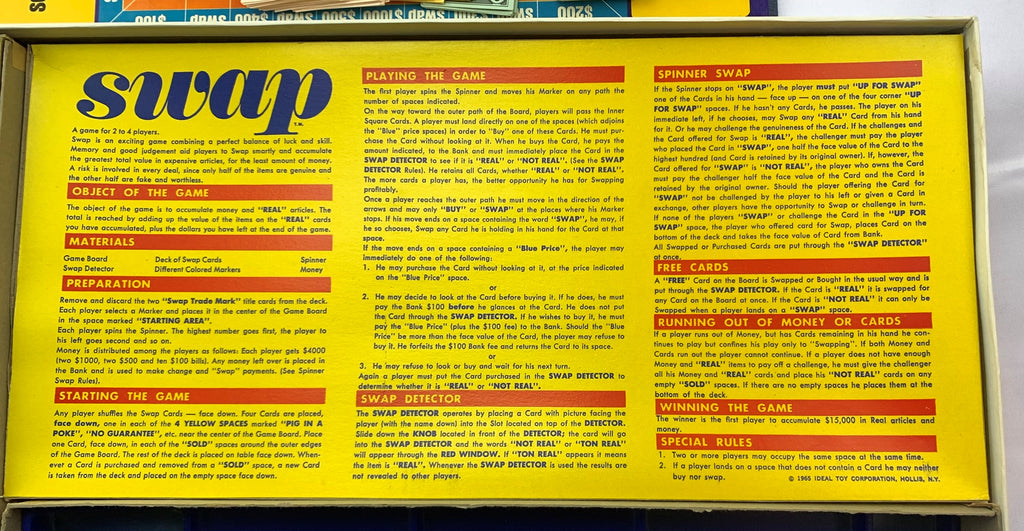 $100 Swap $400 $500 $1000 Swap $200
swap
T.M.
A game for 2 to 4 players.
Swap is an exciting game combining a perfect balance of luck and skill.
Memory and good judgement aid players to Swap smartly and accumulate
the greatest total value in expensive articles, for the least amount of money.
A risk is involved in every deal, since only half of the items are genuine and
the other half are fake and worthless.
OBJECT OF THE GAME
The object of the game is to accumulate money and "REAL" articles. The
total is reached by adding up the value of the items on the "REAL" cards
you have accumulated, plus the dollars you have left at the end of the game.
MATERIALS
Game Board Deck of Swap Cards Spinner
Swap Detector Different Colored Markers Money
PREPARATION
Remove and discard the two "Swap Trade Mark" title cards from the deck.
Each player selects a Marker and places it in the center of the Game Board
in the space marked "STARTING AREA".
Each player spins the Spinner. The highest number goes first, the player to
his left goes second and so on.
Money is distributed among the players as follows: Each player gets $4000
(two $1000, two $500 and ten $100 bills). Any money left over is placed in
the Bank and is used to make change and "Swap" payments. (See Spinner
Swap Rules).
STARTING THE GAME
Any player shuffles the Swap Cards — face down. Four Cards are placed,
face down, one in each of the 4 YELLOW SPACES marked "PIG IN A
POKE", "NO GUARANTEE", etc. near the center of the Game Board. Place
one Card, face down, in each of the "SOLD" spaces around the outer edges
of the Game Board. The rest of the deck is placed on table face down. When-
ever a Card is purchased and removed from a "SOLD" space, a new Card
is taken from the deck and placed on the empty space face down.
PLAYING THE GAME
The first player spins the Spinner and moves his Marker on any path the
number of spaces indicated.
On the way toward the outer path of the Board, players will pass the Inner
Square Cards. A player must land directly on one of the spaces (which adjoins
the "Blue" price spaces) in order to "Buy" one of these Cards. He must pur-
chase the Card without looking at it. When he buys the Card, he pays the
amount indicated, to the Bank and must immediately place the Card in the
SWAP DETECTOR to see if it is "REAL" or "NOT REAL". (See the SWAP
DETECTOR Rules). He retains all Cards, whether "REAL" or "NOT REAL".
The more cards a player has, the better opportunity he has for Swapping
profitably.
Once a player reaches the outer path he must move in the direction of the
arrows and may only "BUY" or "SWAP" at the places where his Marker
stops. If his move ends on a space containing the word "SWAP", he may, if
he so chooses, Swap any Card he is holding in his hand for the Card at that
space.
If the move ends on a space containing a "Blue Price", the player may
immediately do one of the following:
1. He may purchase the Card without looking at it, at the price indicated
on the "Blue Price" space.
or
2. He may decide to look at the Card before buying it. If he does, he must
pay the Bank $100 before he glances at the Card. He does not put
the Card through the SWAP DETECTOR. If he wishes to buy it, he must
pay the "Blue Price" (plus the $100 fee) to the Bank. Should the "Blue
Price" be more than the face value of the Card, the player may refuse to
buy it. He forfeits the $100 Bank fee and returns the Card to its space.
or
3. He may refuse to look or buy and wait for his next turn.
Again a player must put the Card purchased in the SWAP DETECTOR to
determine whether it is "REAL" or "NOT REAL".
SWAP DETECTOR
The SWAP DETECTOR operates by placing a Card with picture facing the
player (with the name down) into the Slot located on top of the DETECTOR.
Slide down the KNOB located in front of the DETECTOR; the card will go
into the SWAP DETECTOR and the words "NOT REAL" or "TON REAL"
will appear through the RED WINDOW. If "TON REAL" appears it means
the item is "REAL". Whenever the SWAP DETECTOR is used the results are
not revealed to other players.
SPINNER SWAP
If the Spinner stops on "SWAP", the player must put "UP FOR SWAP"
one of the Cards in his hand — face up — on one of the four corner "UP
FOR SWAP" spaces. If he hasn't any Cards, he passes. The player on his
immediate left, if he chooses, may Swap any "REAL" Card from his hand
for it. Or he may challenge the genuineness of the Card. If he challenges and
the Card offered for Swap is "REAL", the challenger must pay the player
who placed the Card in "SWAP", one half the face value of the Card to the
highest hundred (and Card is retained by its original owner). If, however, the
Card offered for "SWAP" is "NOT REAL", the player who owns the Card
must pay the challenger half the face value of the Card and the Card is
retained by the original owner. Should the player offering the Card for
"SWAP" not be challenged by the player to his left or given a Card in
exchange, other players have the opportunity to Swap or challenge in turn.
If none of the players "SWAP" or challenge the Card in the "UP FOR
SWAP" space, the player who offered card for Swap, places Card on the
bottom of the deck and takes the face value of Card from Bank.
All Swapped or Purchased Cards are put through the "SWAP DETECTOR"
at once.
FREE CARDS
A "FREE" Card on the Board is Swapped or Bought in the usual way and is
put through the SWAP DETECTOR. If the Card is "REAL" it is swapped for
any Card on the Board at once. If the Card is "NOT REAL" it can only be
Swapped when a player lands on a "SWAP" space.
RUNNING OUT OF MONEY OR CARDS
If a player runs out of Money, but has Cards remaining in his hand he con-
tinues to play but confines his play only to "Swapping". If both Money and
Cards run out the player cannot continue. If a player does not have enough
Money and "REAL" items to pay off a challenge, he must give the challenger
all his Money and "REAL" cards and place his "NOT REAL" cards on any
empty "SOLD" spaces. If there are no empty spaces he places them at the
bottom of the deck.
WINNING THE GAME
The winner is the first player to accumulate $15,000 in Real articles and
money.
SPECIAL RULES
1. Two or more players may occupy the same space at the same time.
2. If a player lands on a space that does not contain a Card he may neither
buy nor swap.
© 1965 IDEAL TOY CORPORATION, HOLLIS, N.Y.